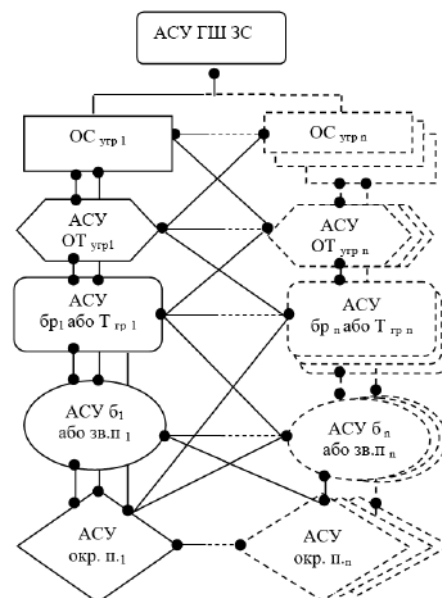 АСУ ГШ ЗС
ОС угр 1
ОС угр n
АСУ
ОТ угр1
АСУ
ОТ угр n
АСУ
бр1 або Т гр 1
АСУ
бр n або Т гр n
АСУ б1
або зв.п 1
АСУ бn
або зв.п n
АСУ
окр. п.1
АСУ
окр. п.n